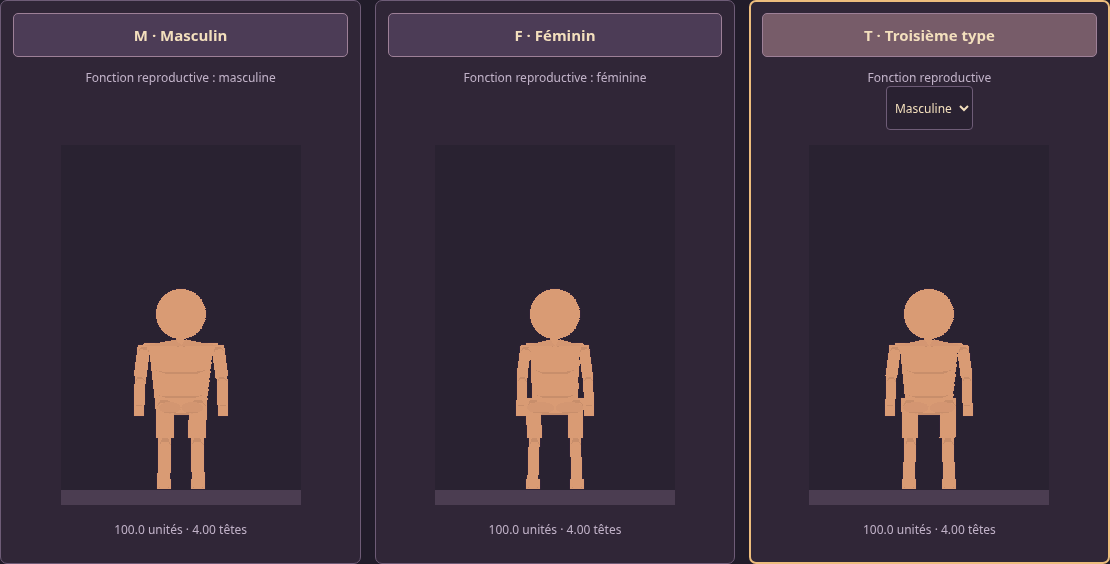 M · Masculin
Fonction reproductive : masculine
100.0 unités · 4.00 têtes
F · Féminin
Fonction reproductive : féminine
100.0 unités · 4.00 têtes
T · Troisième type
Fonction reproductive
Masculine
100.0 unités · 4.00 têtes